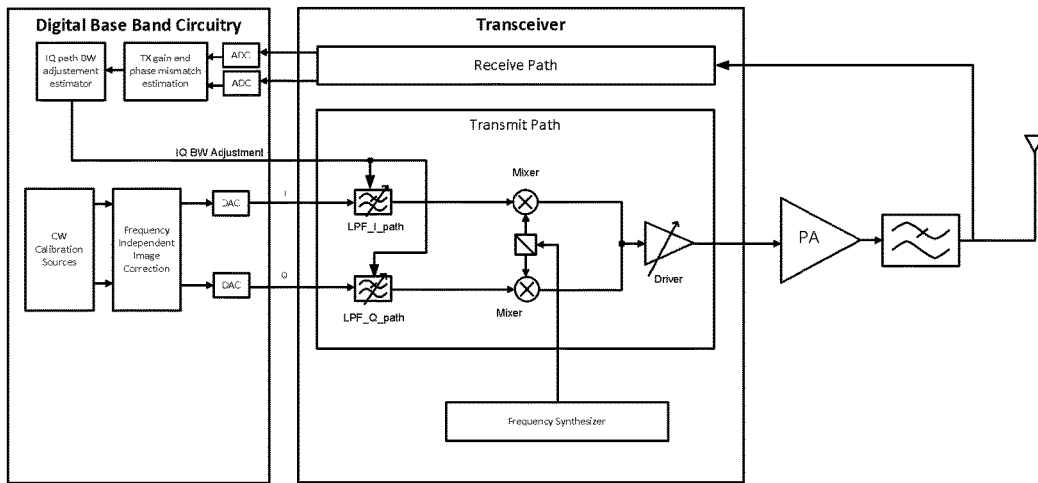 Digital Base Band Circuitry
Transceiver
IQ path BW
adjustement
estimator
TX gain and
phase mismatch
estimation
ADC
ADC
Receive Path
Transmit Path
IQ BW Adjustment
Mixer
CW
Calibration
Sources
Frequency
Independent
Image
Correction
DAC
I
LPF_I_path
DAC
Q
LPF_Q_path
Mixer
Driver
PA
Frequency Synthesizer